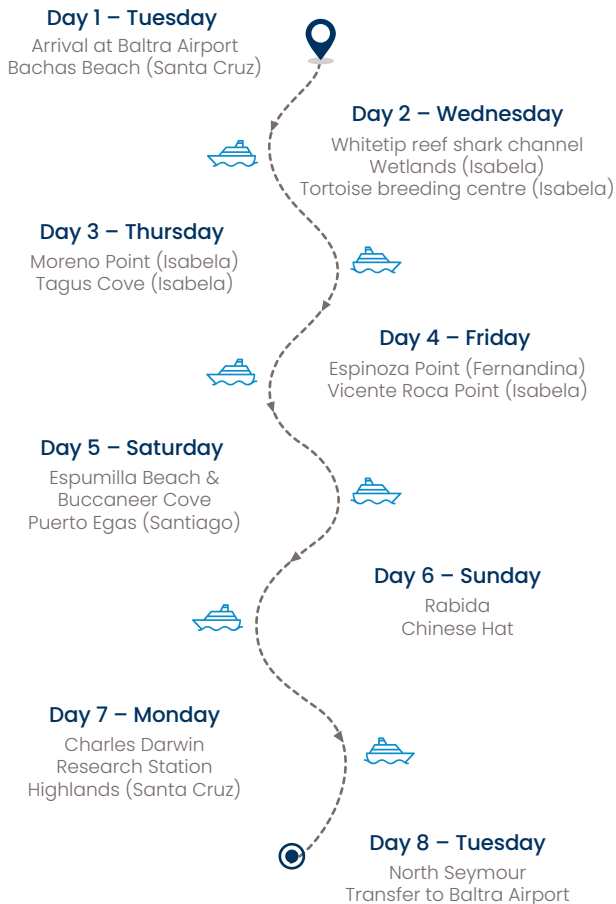 Day 1 – Tuesday
Arrival at Baltra Airport
Bachas Beach (Santa Cruz)
Day 2 – Wednesday
Whitetip reef shark channel
Wetlands (Isabela)
Tortoise breeding centre (Isabela)
Day 3 – Thursday
Moreno Point (Isabela)
Tagus Cove (Isabela)
Day 4 – Friday
Espinoza Point (Fernandina)
Vicente Roca Point (Isabela)
Day 5 – Saturday
Espumilla Beach &
Buccaneer Cove
Puerto Egas (Santiago)
Day 6 – Sunday
Rabida
Chinese Hat
Day 7 – Monday
Charles Darwin
Research Station
Highlands (Santa Cruz)
Day 8 – Tuesday
North Seymour
Transfer to Baltra Airport